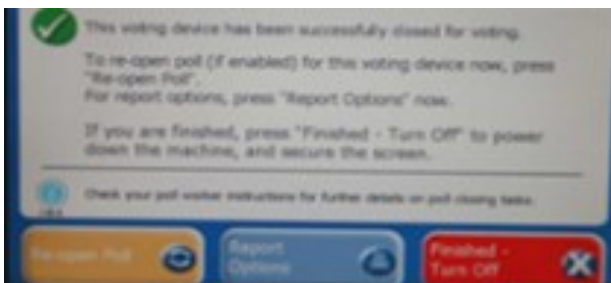 This voting device has been successfully closed for voting.
To re-open poll (if enabled) for this voting device now, press
"Re-open Poll".
For report options, press "Report Options" now.
If you are finished, press "Finished - Turn Off" to power
down the machine, and secure the screen.
Check your poll worker instructions for further details on poll closing tasks.
Re-open Poll
Report
Options
Finished -
Turn Off